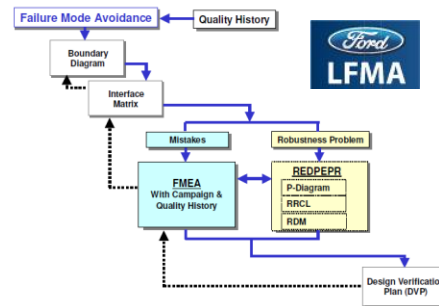 Failure Mode Avoidance
Quality History
Ford
LFMA
Boundary
Diagram
Interface
Matrix
Mistakes
Robustness Problem
FMEA
With Campaign &
Quality History
REDPEPR
P-Diagram
RRCL
RDM
Design Verification
Plan (DVP)